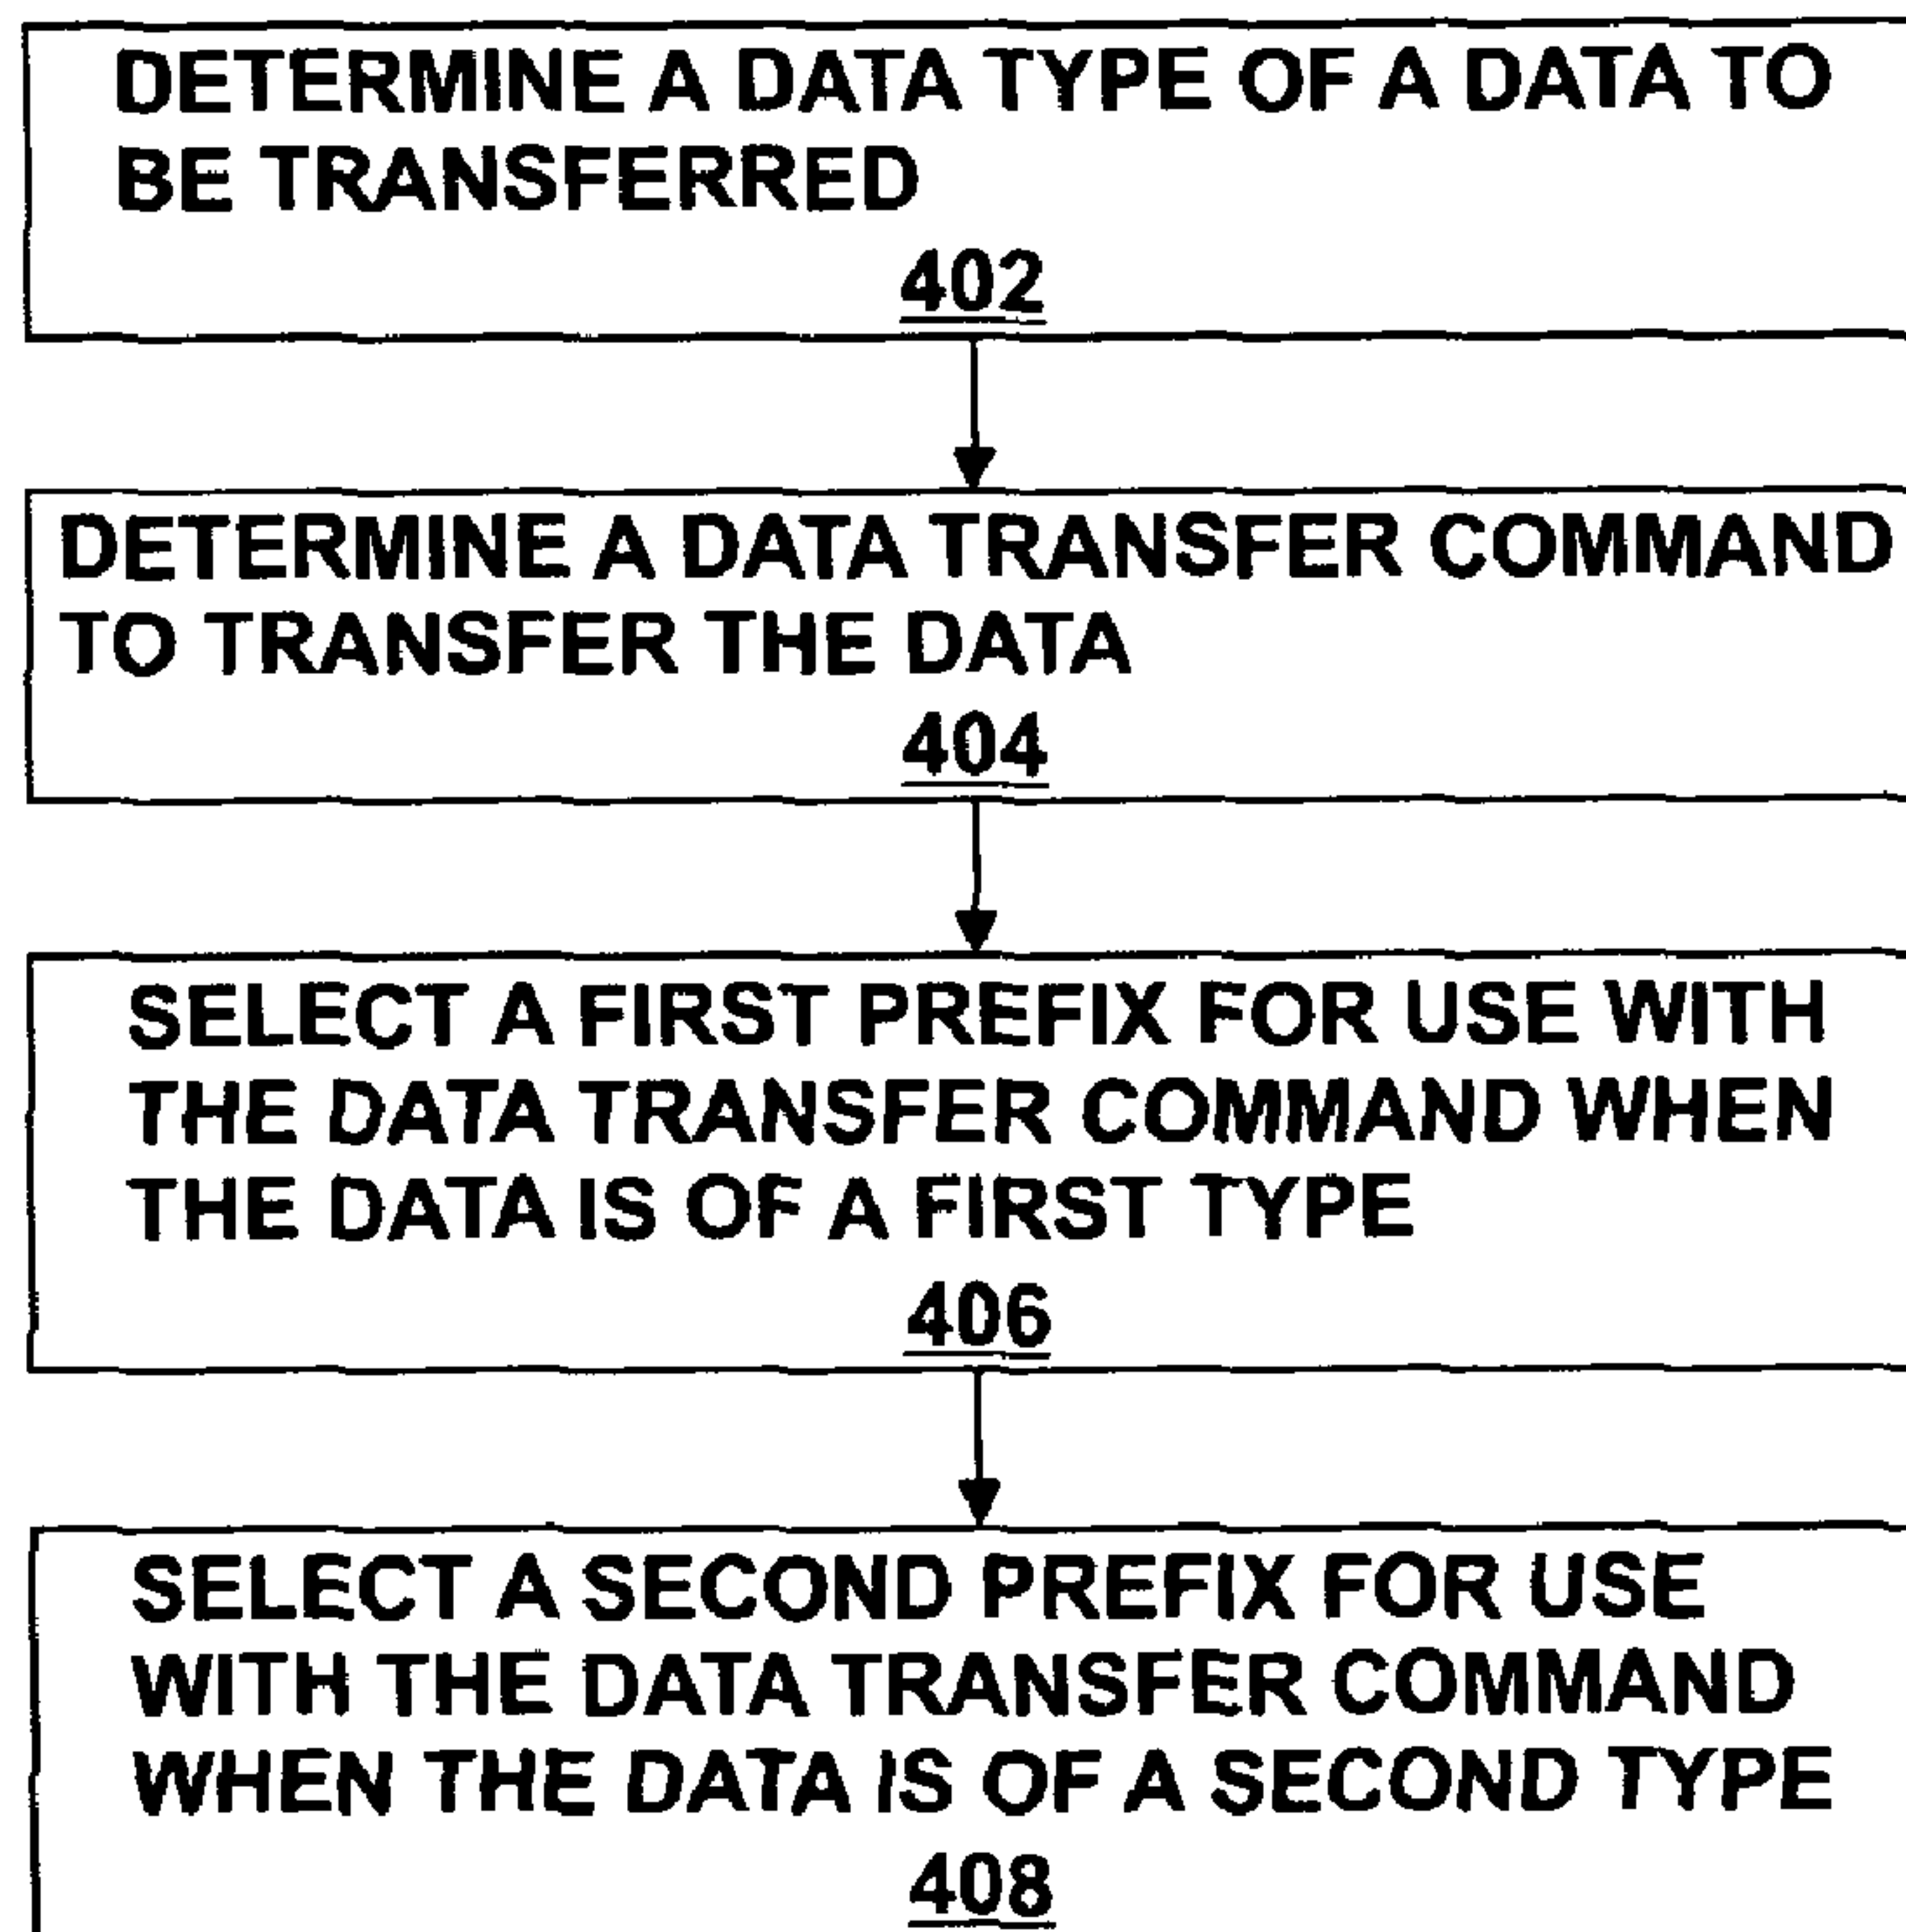 DETERMINE A DATA TYPE OF A DATA TO
BE TRANSFERRED
402
DETERMINE A DATA TRANSFER COMMAND
TO TRANSFER THE DATA
404
SELECT A FIRST PREFIX FOR USE WITH
THE DATA TRANSFER COMMAND WHEN
THE DATA IS OF A FIRST TYPE
406
SELECT A SECOND PREFIX FOR USE
WITH THE DATA TRANSFER COMMAND
WHEN THE DATA IS OF A SECOND TYPE
408